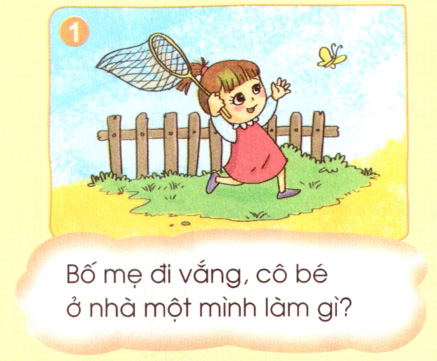 1
Bố mẹ đi vắng, cô bé
ở nhà một mình làm gì?